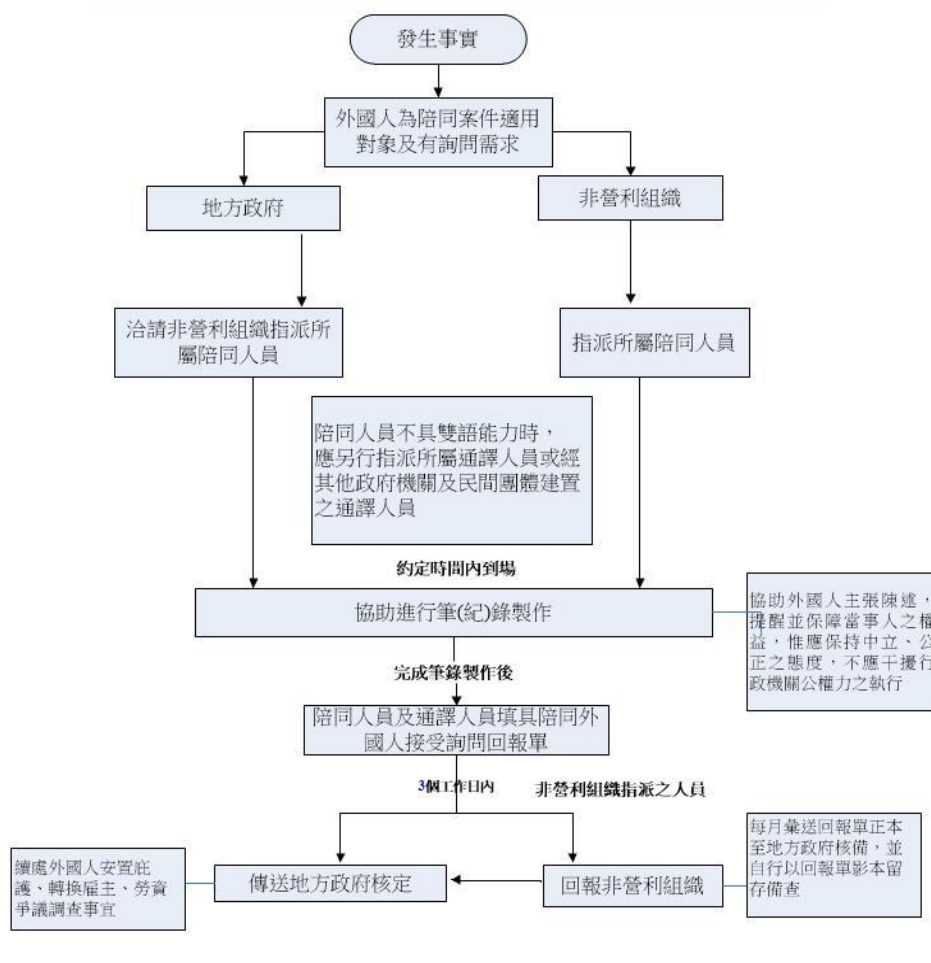 發生事實
外國人為陪同案件適用
對象及有詢問需求
地方政府
非營利組織
洽請非營利組織指派所
屬陪同人員
指派所屬陪同人員
陪同人員不具雙語能力時，
應另行指派所屬通譯人員或經
其他政府機關及民間團體建置
之通譯人員
約定時間內到場
協助進行筆(紀)錄製作
協助外國人主張陳述，
提醒並保障當事人之權
益，惟應保持中立、公
正之態度，不應干擾行
政機關公權力之執行
完成筆錄製作後
陪同人員及通譯人員填具陪同外
國人接受詢問回報單
3個工作日內
非營利組織指派之人員
續處外國人安置庇
護、轉換雇主、勞資
爭議調查事宜
傳送地方政府核定
回報非營利組織
每月彙送回報單正本
至地方政府核備，並
自行以回報單影本留
存備查